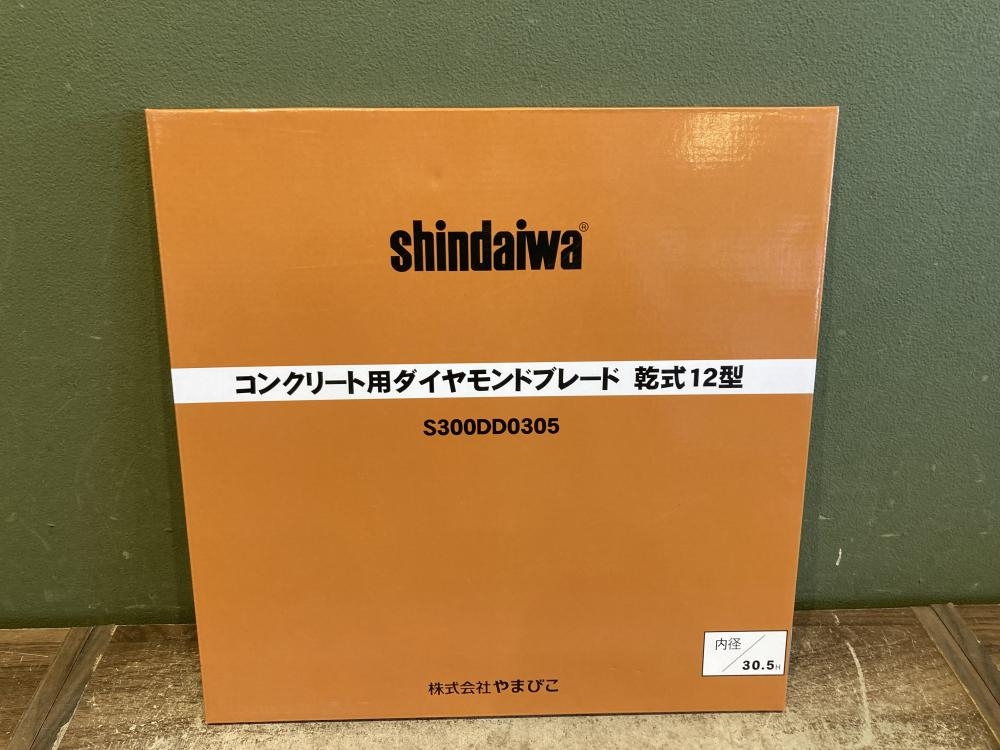 shindaiwa®
コンクリート用ダイヤモンドブレード 乾式12型
S300DD0305
内径
30.5H
株式会社やまびこ